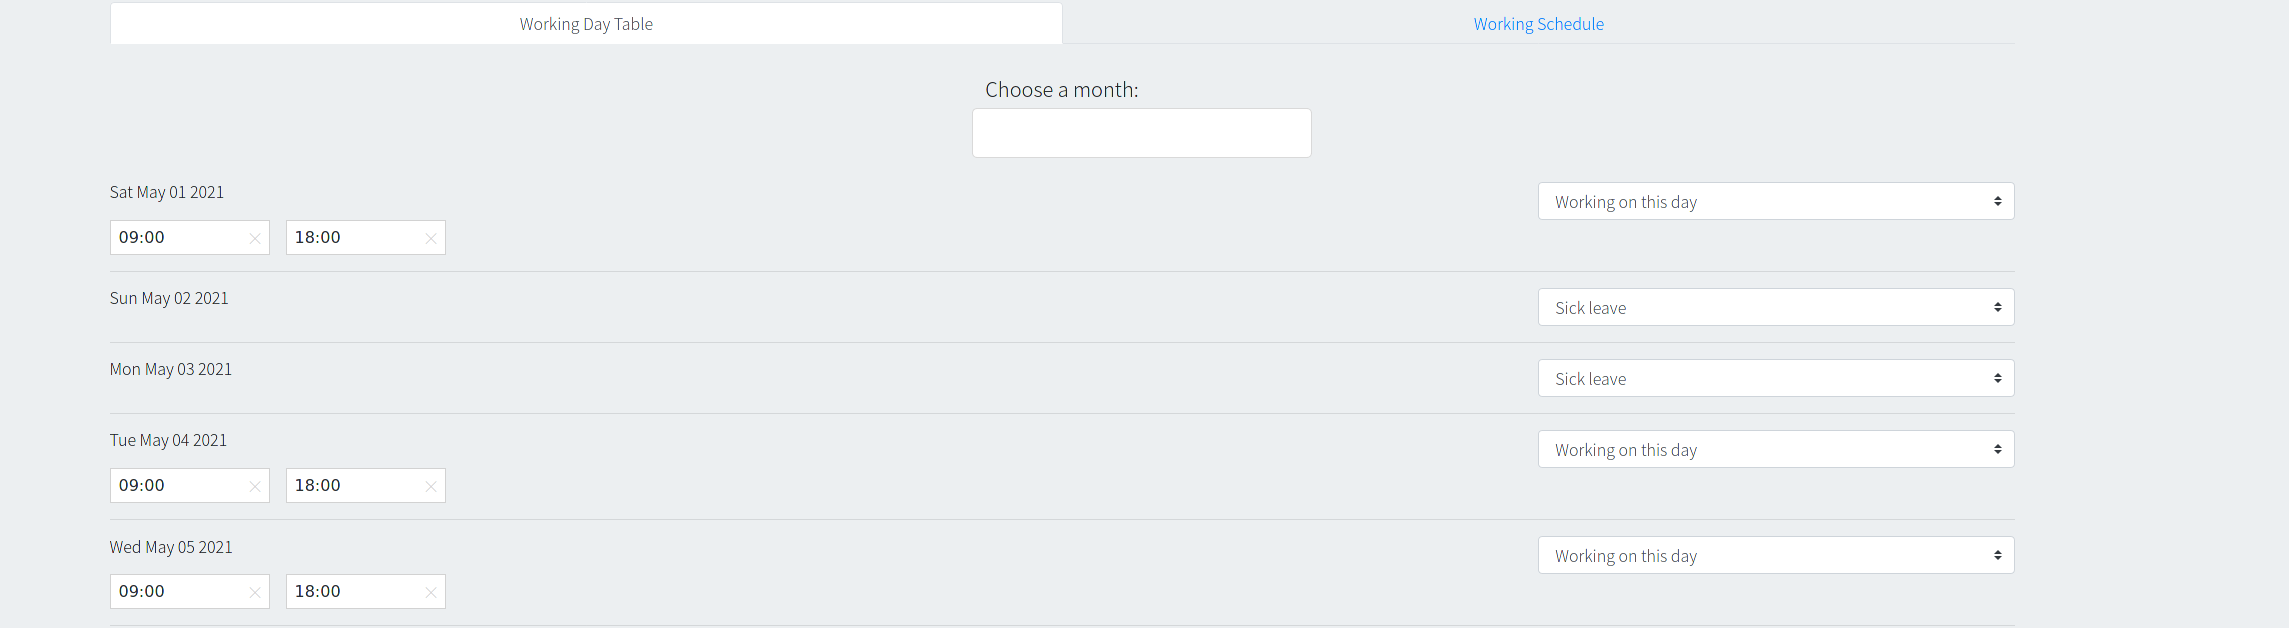 Working Day Table
Working Schedule
Choose a month:
Sat May 01 2021
Working on this day
09:00
18:00
Sun May 02 2021
Sick leave
Mon May 03 2021
Sick leave
Tue May 04 2021
Working on this day
09:00
18:00
Wed May 05 2021
Working on this day
09:00
18:00